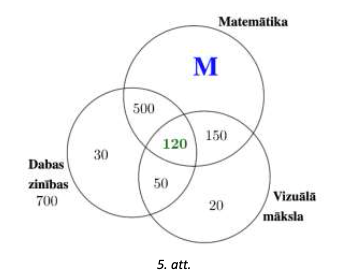 Matemātika
M
500
120
150
30
50
Dabas
zinības
700
20
Vizuālā
māksla
5. att.